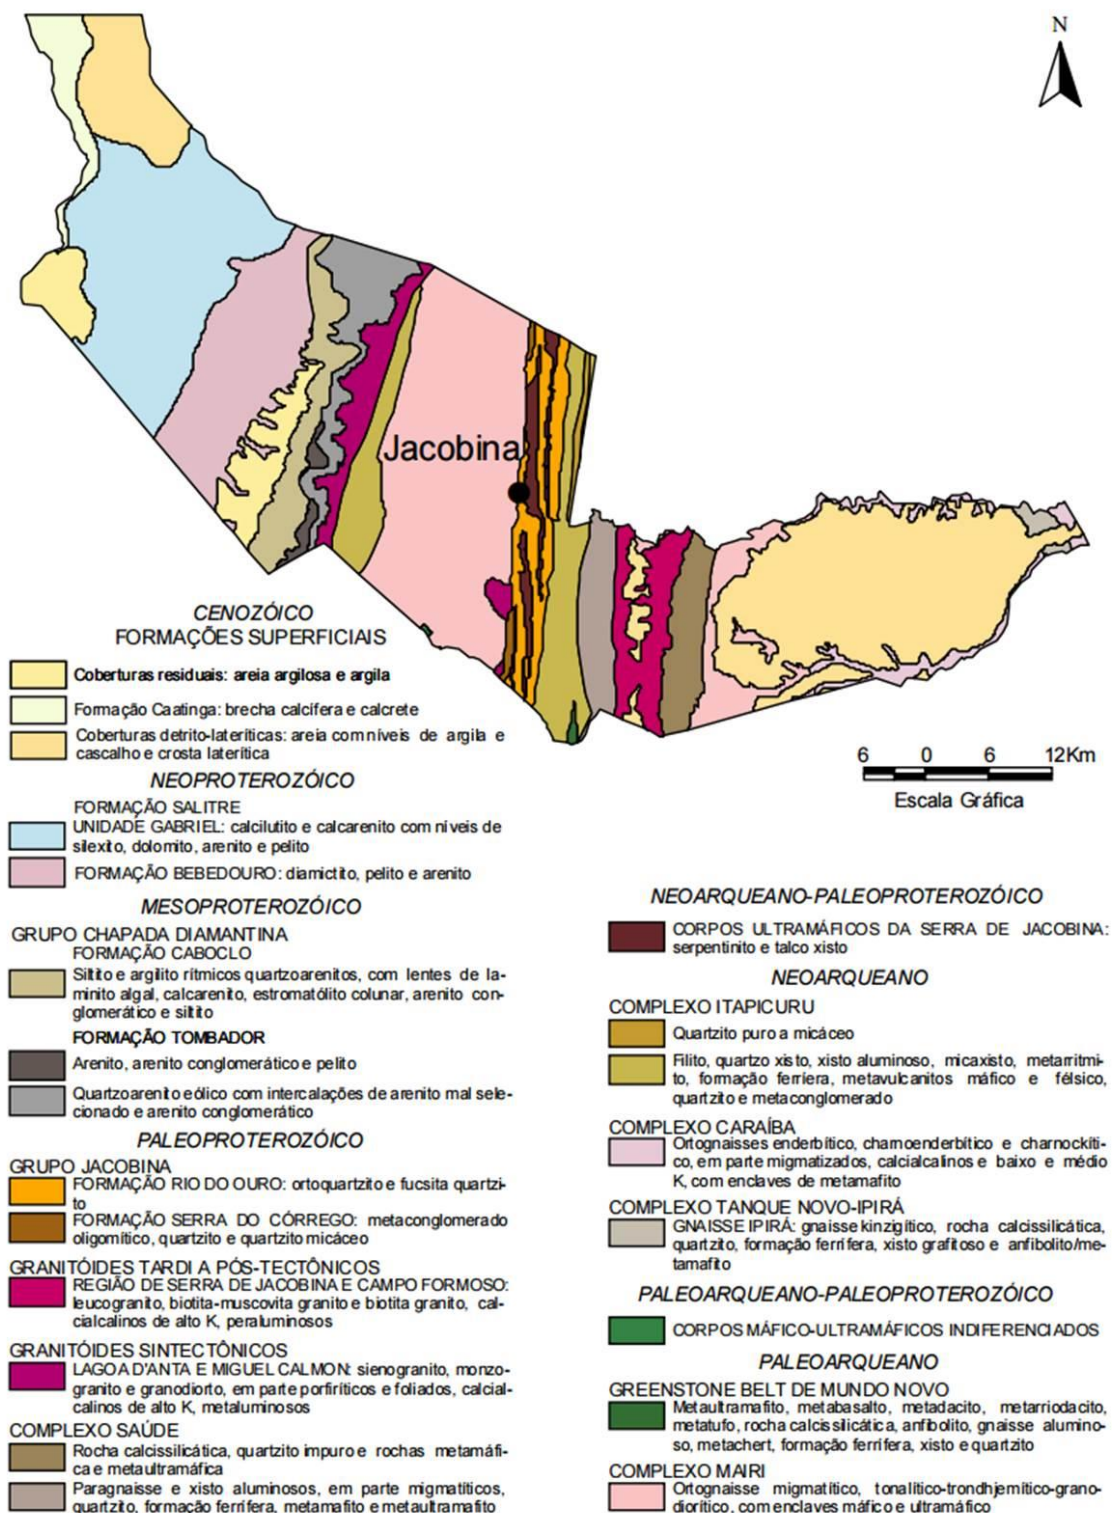 N
Jacobina
6 0 6 12Km
Escala Gráfica
CENOZÓICO
FORMAÇÕES SUPERFICIAIS
Coberturas residuais: areia argilosa e argila
Formação Caatinga: brecha calcífera e calcrete
Coberturas detrito-lateríticas: areia com níveis de argila e
cascalho e crosta laterítica
NEOPROTEROZÓICO
FORMAÇÃO SALITRE
UNIDADE GABRIEL: calcilutito e calcarenito com níveis de
silexito, dolomito, arenito e pelito
FORMAÇÃO BEBEDOURO: diamictito, pelito e arenito
MESOPROTEROZÓICO
GRUPO CHAPADA DIAMANTINA
FORMAÇÃO CABOCLO
Siltito e argilito rítmicos quartzoarenitos, com lentes de la-
minito algal, calcarenito, estromatólito colunar, arenito con-
glomerático e siltito
FORMAÇÃO TOMBADOR
Arenito, arenito conglomerático e pelito
Quartzoarenito eólico com intercalações de arenito mal sele-
cionado e arenito conglomerático
PALEOPROTEROZÓICO
GRUPO JACOBINA
FORMAÇÃO RIO DO OURO: ortoquartzito e fucsita quartzi-
to
FORMAÇÃO SERRA DO CÓRREGO: metaconglomerado
oligomítico, quartzito e quartzito micáceo
GRANITÓIDES TARDI A PÓS-TECTÔNICOS
REGIÃO DE SERRA DE JACOBINA E CAMPO FORMOSO:
leucogranito, biotita-muscovita granito e biotita granito, cal-
cialcalinos de alto K, peraluminosos
GRANITÓIDES SINTECTÔNICOS
LAGOA D'ANTA E MIGUEL CALMON: sienogranito, monzo-
granito e granodiorto, em parte porfiríticos e foliados, calcial-
calinos de alto K, metaluminosos
COMPLEXO SAÚDE
Rocha calcissilicática, quartzito impuro e rochas metamáfi-
ca e metaultramáfica
Paragnaisse e xisto aluminosos, em parte migmatíticos,
quartzito, formação ferrífera, metamafito e metaultramafito
NEOARQUEANO-PALEOPROTEROZÓICO
CORPOS ULTRAMÁFICOS DA SERRA DE JACOBINA:
serpentinito e talco xisto
NEOARQUEANO
COMPLEXO ITAPICURU
Quartzito puro a micáceo
Filito, quartzo xisto, xisto aluminoso, micaxisto, metarritmi-
to, formação ferríera, metavulcanitos máfico e félsico,
quartzito e metaconglomerado
COMPLEXO CARAÍBA
Ortognaisses enderbítico, charnoenderbítico e charnockíti-
co, em parte migmatizados, calcialcalinos e baixo e médio
K, com enclaves de metamafito
COMPLEXO TANQUE NOVO-IPIRÁ
GNAISSE IPIRÁ: gnaisse kinzigítico, rocha calcissilicática,
quartzito, formação ferrífera, xisto grafitoso e anfibolito/me-
tamafito
PALEOARQUEANO-PALEOPROTEROZÓICO
CORPOS MÁFICO-ULTRAMÁFICOS INDIFERENCIADOS
PALEOARQUEANO
GREENSTONE BELT DE MUNDO NOVO
Metaultramafito, metabasalto, metadacito, metarriodacito,
metatufo, rocha calcissilicática, anfibolito, gnaisse alumino-
so, metachert, formação ferrífera, xisto e quartzito
COMPLEXO MAIRI
Ortognaisse migmatítico, tonalítico-trondhjemítico-grano-
diorítico, com enclaves máfico e ultramáfico